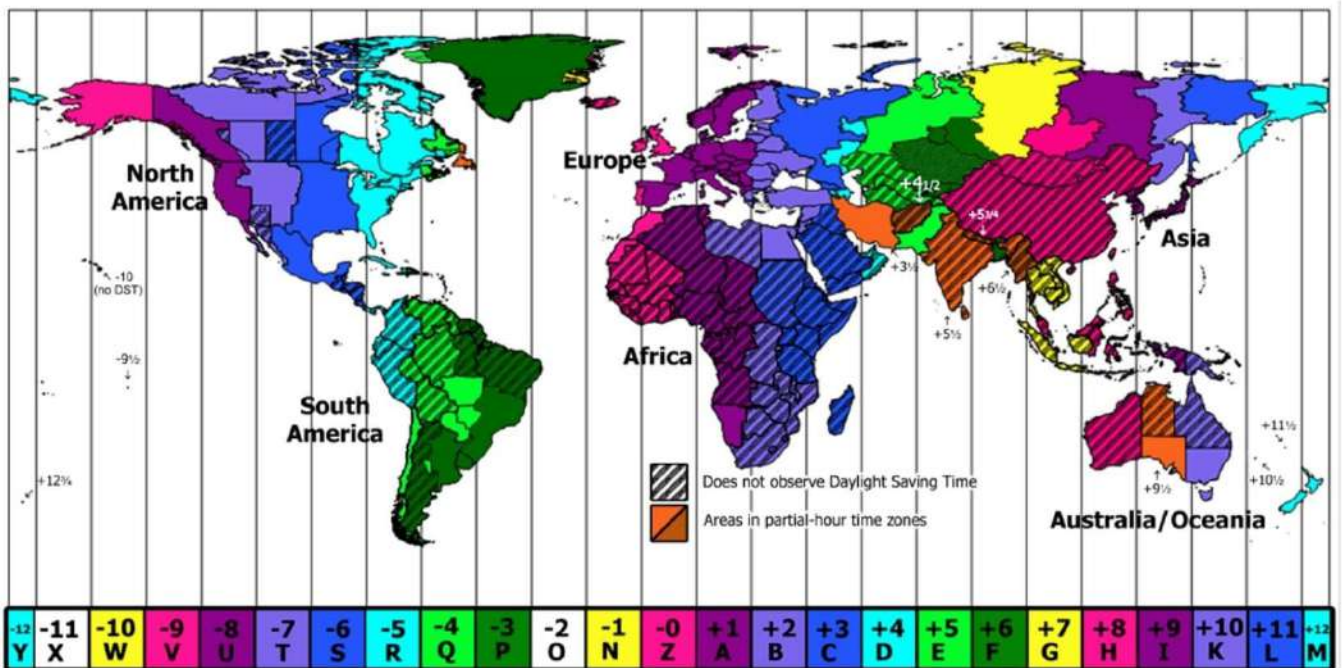 North
America
Europe
Asia
Africa
South
America
Australia/Oceania
+4 1/2
+5 3/4
+3½
+6½
+5½
-10
(no DST)
-9½
+12¾
+11½
+10½
+9½
Does not observe Daylight Saving Time
Areas in partial-hour time zones
-12 -11 -10 -9 -8 -7 -6 -5 -4 -3 -2 -1 -0 +1 +2 +3 +4 +5 +6 +7 +8 +9 +10 +11 +12
Y X W V U T S R Q P O N Z A B C D E F G H I K L M